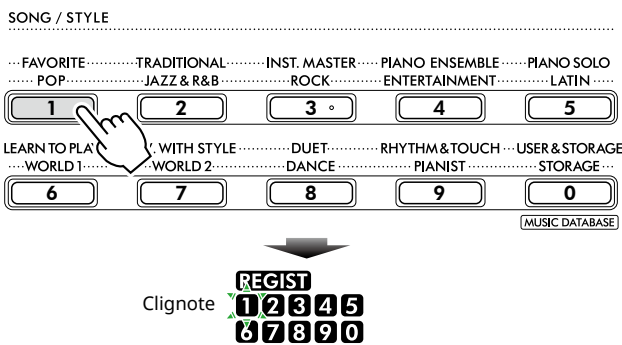 SONG / STYLE
FAVORITE TRADITIONAL INST. MASTER PIANO ENSEMBLE PIANO SOLO
POP JAZZ & R&B ROCK ENTERTAINMENT LATIN
1 2 3 4 5
LEARN TO PLAY WITH STYLE DUET RHYTHM & TOUCH USER & STORAGE
WORLD 1 WORLD 2 DANCE PIANIST STORAGE
6 7 8 9 0
MUSIC DATABASE
REGIST
Clignote 1 2 3 4 5
6 7 8 9 0